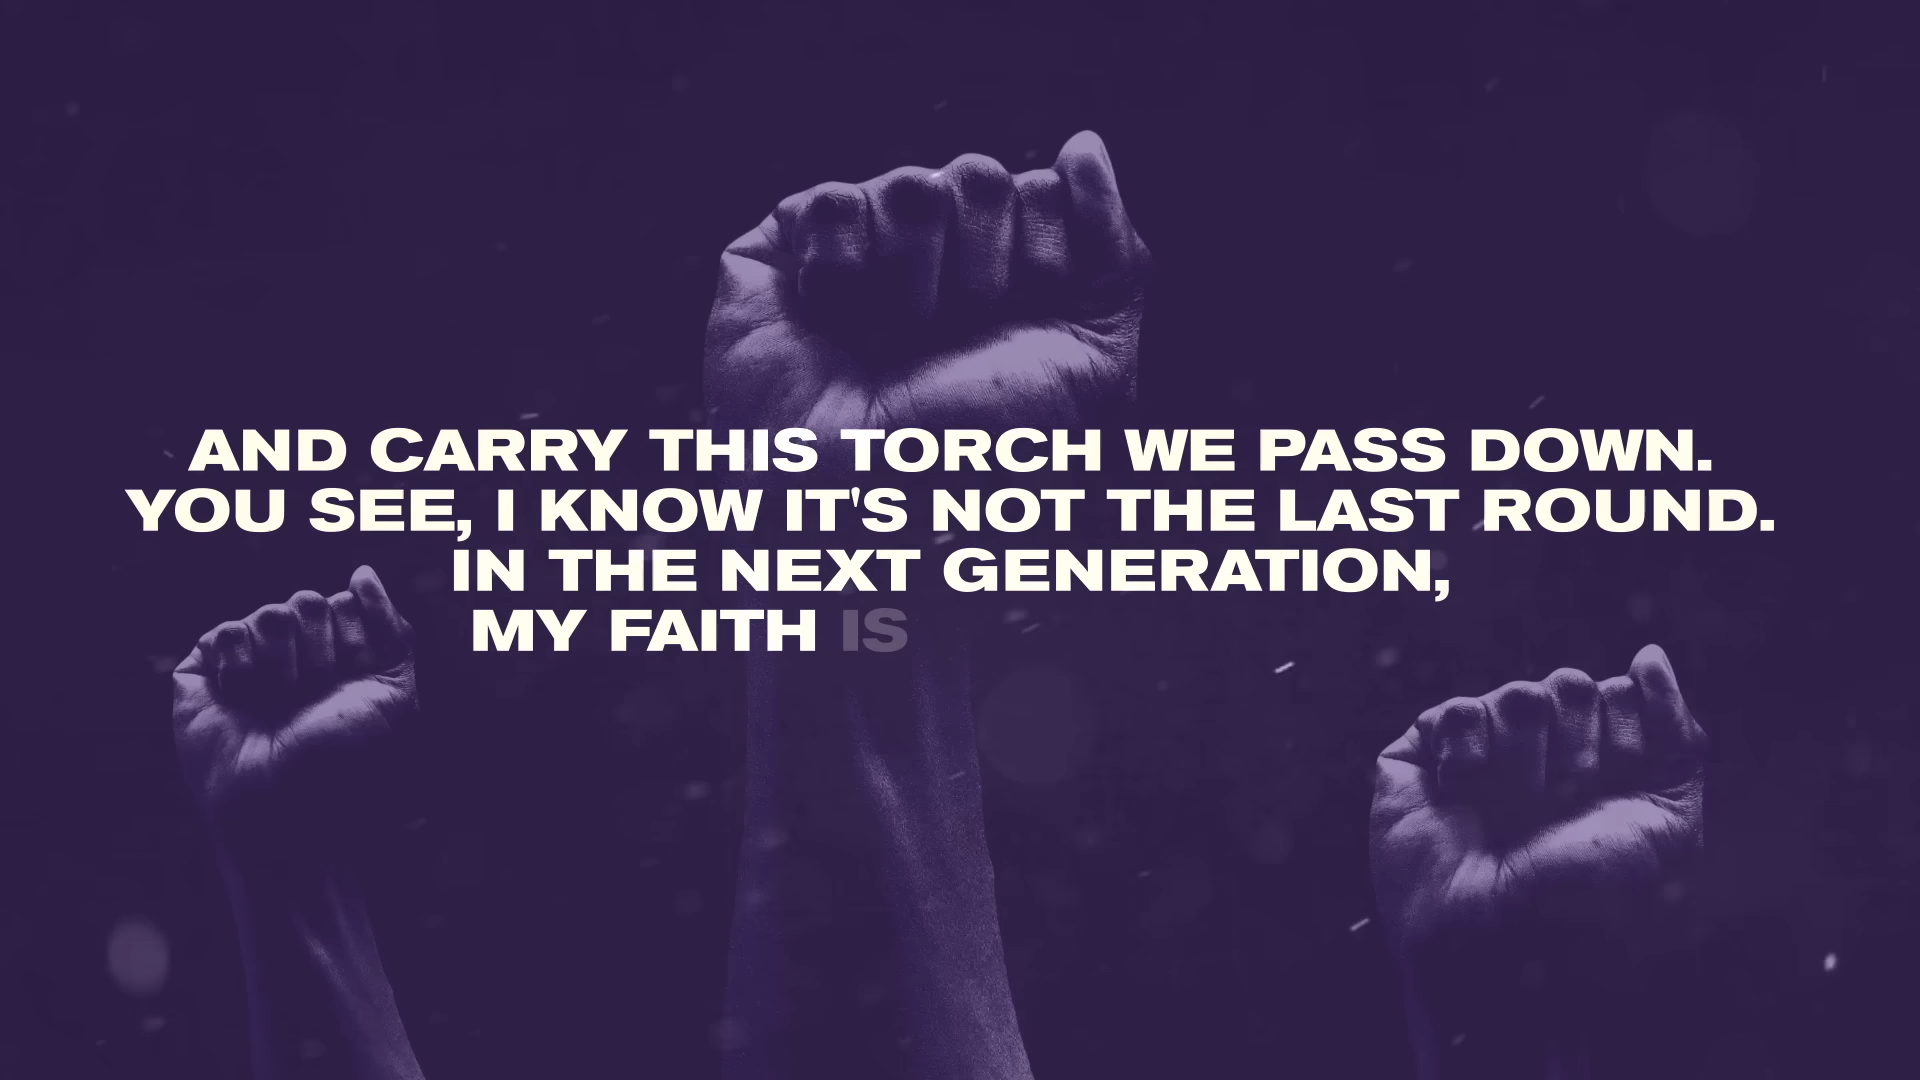 AND CARRY THIS TORCH WE PASS DOWN.
YOU SEE, I KNOW IT'S NOT THE LAST ROUND.
IN THE NEXT GENERATION,
MY FAITH IS